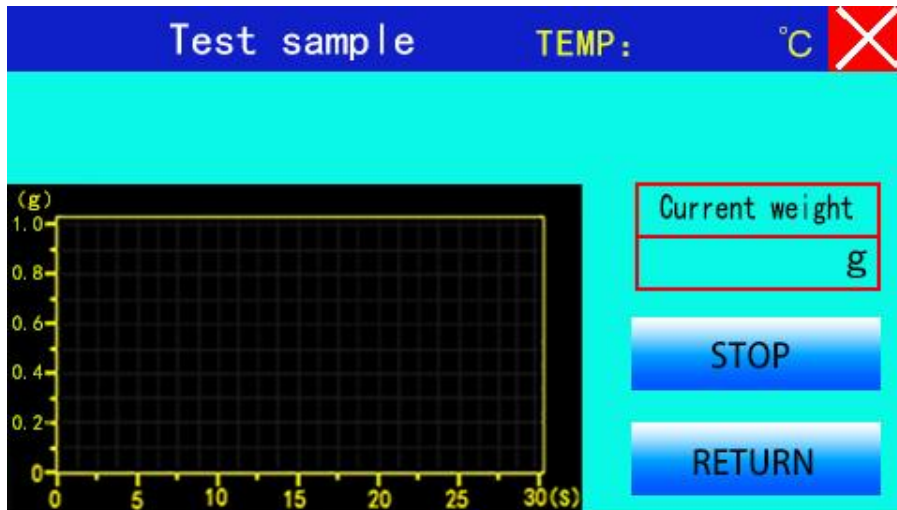 Test sample TEMP: ℃
(g)
1.0
0.8
0.6
0.4
0.2
0
0 5 10 15 20 25 30(s)
Current weight
g
STOP
RETURN